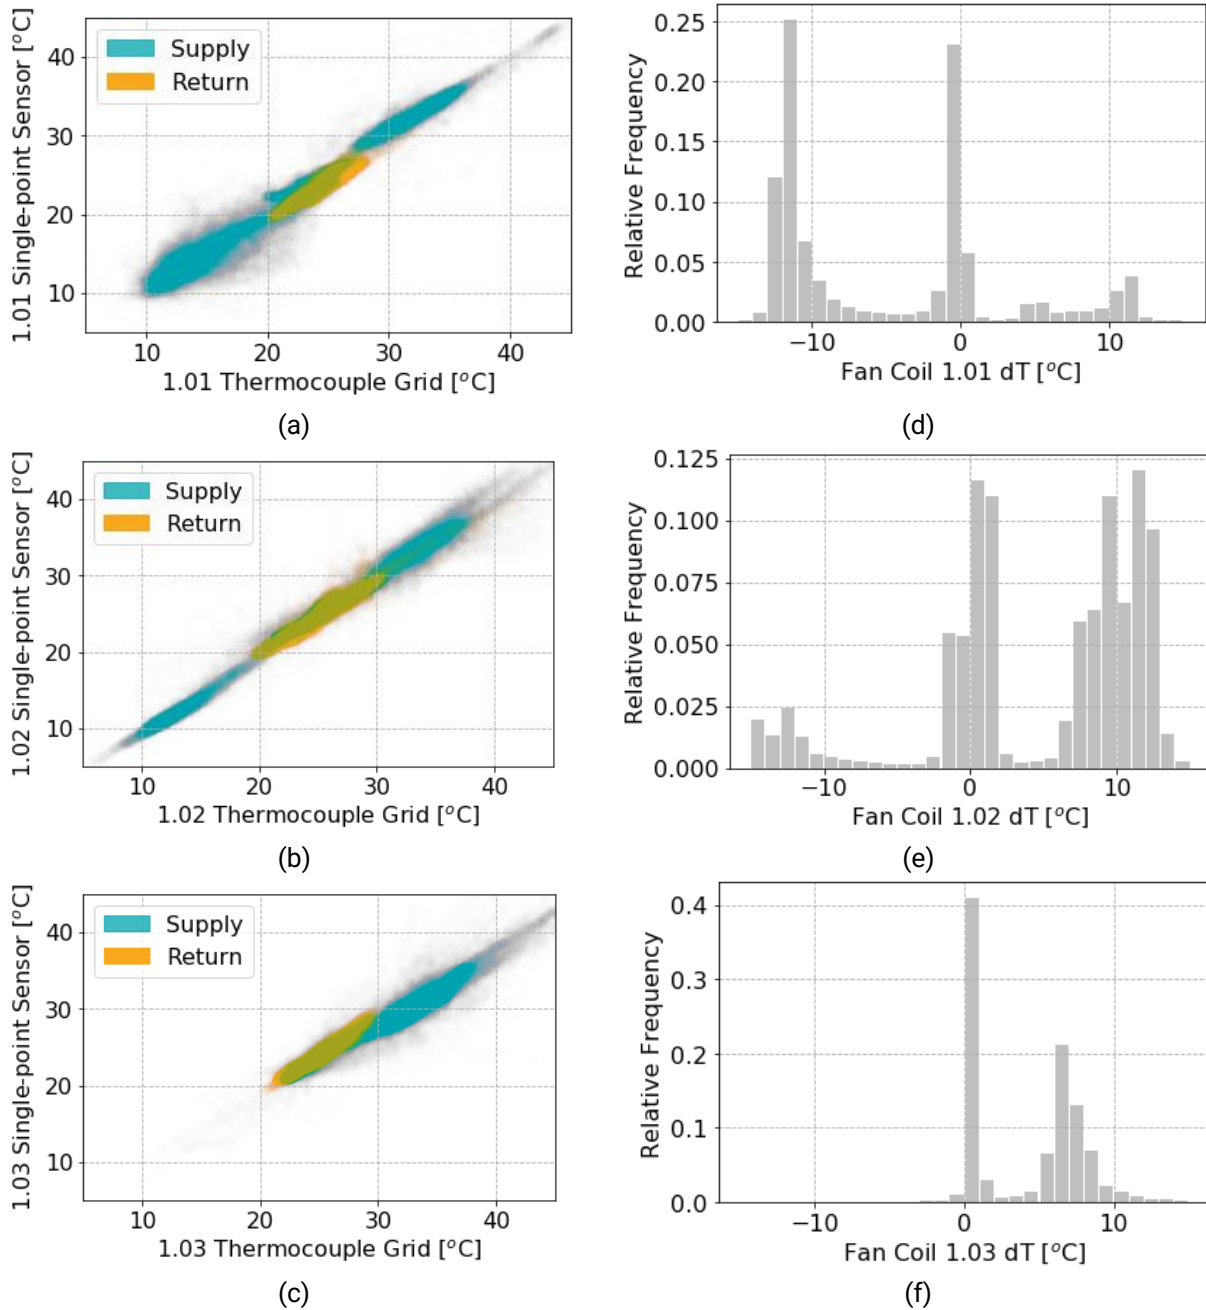 1.01 Single-point Sensor [°C]
40
30
20
10
Supply
Return
10 20 30 40
1.01 Thermocouple Grid [°C]
(a)
Relative Frequency
0.25
0.20
0.15
0.10
0.05
0.00
−10 0 10
Fan Coil 1.01 dT [°C]
(d)
1.02 Single-point Sensor [°C]
40
30
20
10
Supply
Return
10 20 30 40
1.02 Thermocouple Grid [°C]
(b)
Relative Frequency
0.125
0.100
0.075
0.050
0.025
0.000
−10 0 10
Fan Coil 1.02 dT [°C]
(e)
1.03 Single-point Sensor [°C]
40
30
20
10
Supply
Return
10 20 30 40
1.03 Thermocouple Grid [°C]
(c)
Relative Frequency
0.4
0.3
0.2
0.1
0.0
−10 0 10
Fan Coil 1.03 dT [°C]
(f)